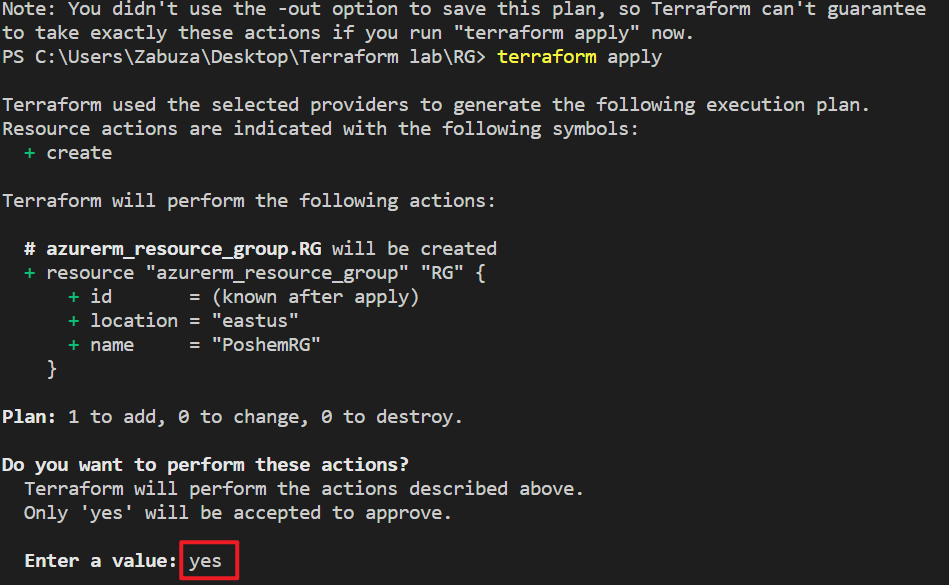 Note: You didn't use the -out option to save this plan, so Terraform can't guarantee
to take exactly these actions if you run "terraform apply" now.
PS C:\Users\Zabuza\Desktop\Terraform lab\RG> terraform apply
Terraform used the selected providers to generate the following execution plan.
Resource actions are indicated with the following symbols:
  + create
Terraform will perform the following actions:
  # azurerm_resource_group.RG will be created
  + resource "azurerm_resource_group" "RG" {
      + id       = (known after apply)
      + location = "eastus"
      + name     = "PoshemRG"
    }
Plan: 1 to add, 0 to change, 0 to destroy.
Do you want to perform these actions?
  Terraform will perform the actions described above.
  Only 'yes' will be accepted to approve.
  Enter a value: yes